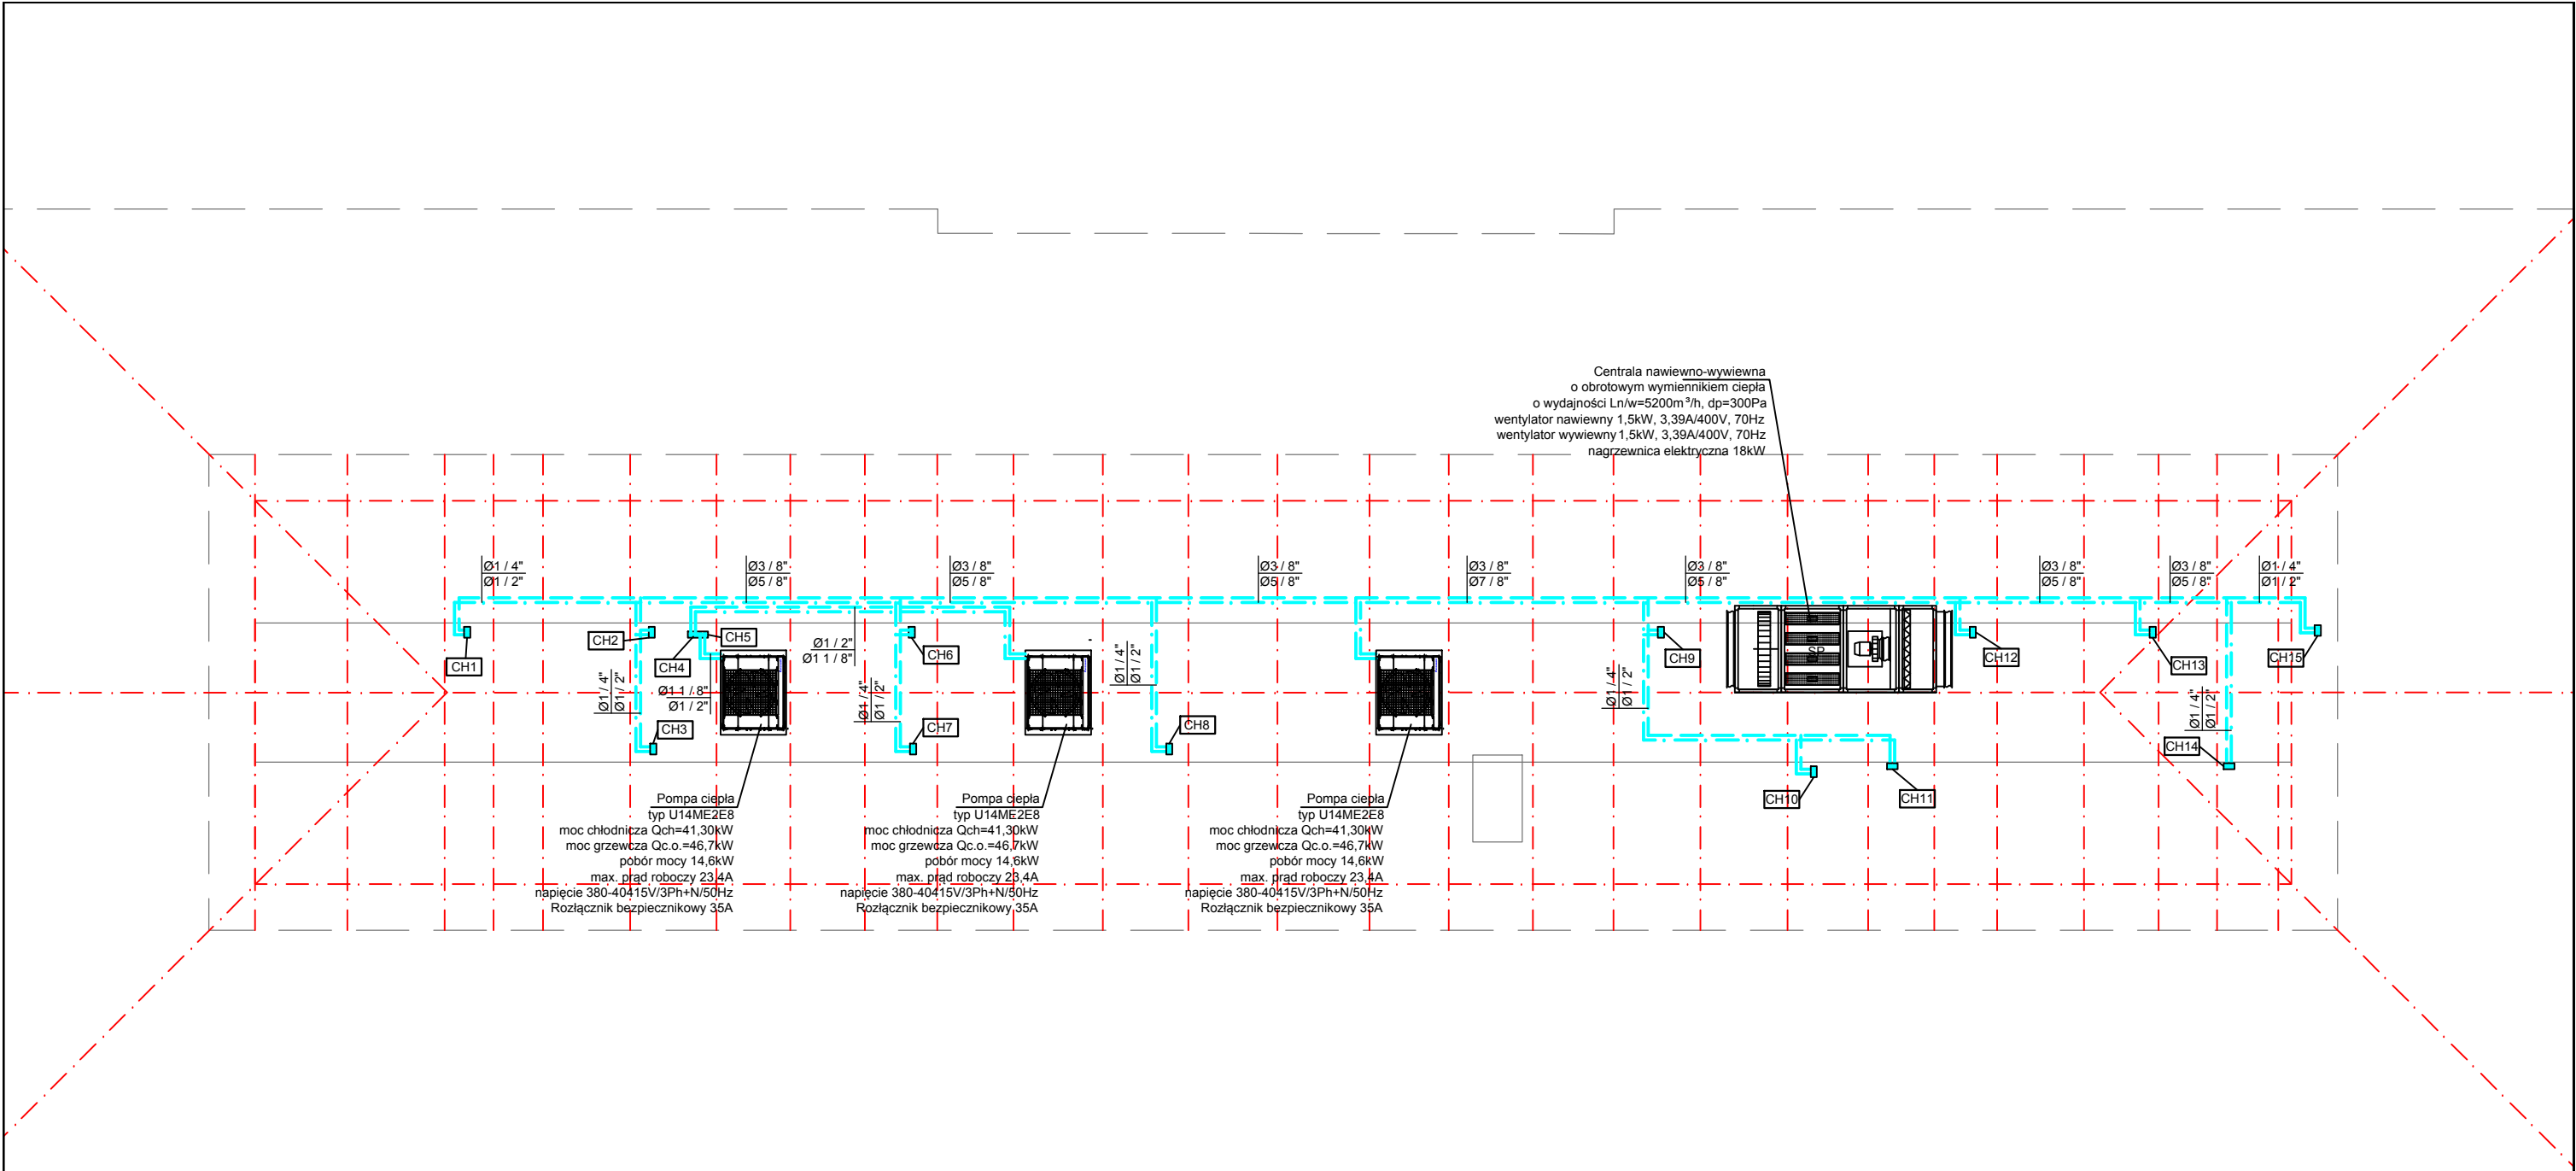 Centrala nawiewno-wywiewna
o obrotowym wymiennikiem ciepła
o wydajności Ln/w=5200m³/h, dp=300Pa
wentylator nawiewny 1,5kW, 3,39A/400V, 70Hz
wentylator wywiewny 1,5kW, 3,39A/400V, 70Hz
nagrzewnica elektryczna 18kW
Ø1 / 4"
Ø1 / 2"
Ø3 / 8"
Ø5 / 8"
Ø3 / 8"
Ø5 / 8"
Ø3 / 8"
Ø5 / 8"
Ø3 / 8"
Ø7 / 8"
Ø3 / 8"
Ø5 / 8"
Ø3 / 8"
Ø5 / 8"
Ø3 / 8"
Ø5 / 8"
Ø1 / 4"
Ø1 / 2"
CH1
CH2
CH4
CH5
Ø1 / 2"
Ø1 1 / 8"
CH6
CH9
SP
CH12
CH13
CH15
Ø1 / 4"
Ø1 / 2"
Ø1 1 / 8"
Ø1 / 2"
Ø1 / 4"
Ø1 / 2"
Ø1 / 4"
Ø1 / 2"
Ø1 / 4"
Ø1 / 2"
Ø1 / 4"
Ø1 / 2"
CH3
CH7
CH8
CH14
CH10
CH11
Pompa ciepła
typ U14ME2E8
moc chłodnicza Qch=41,30kW
moc grzewcza Qc.o.=46,7kW
pobór mocy 14,6kW
max. prąd roboczy 23,4A
napięcie 380-40415V/3Ph+N/50Hz
Rozłącznik bezpiecznikowy 35A
Pompa ciepła
typ U14ME2E8
moc chłodnicza Qch=41,30kW
moc grzewcza Qc.o.=46,7kW
pobór mocy 14,6kW
max. prąd roboczy 23,4A
napięcie 380-40415V/3Ph+N/50Hz
Rozłącznik bezpiecznikowy 35A
Pompa ciepła
typ U14ME2E8
moc chłodnicza Qch=41,30kW
moc grzewcza Qc.o.=46,7kW
pobór mocy 14,6kW
max. prąd roboczy 23,4A
napięcie 380-40415V/3Ph+N/50Hz
Rozłącznik bezpiecznikowy 35A